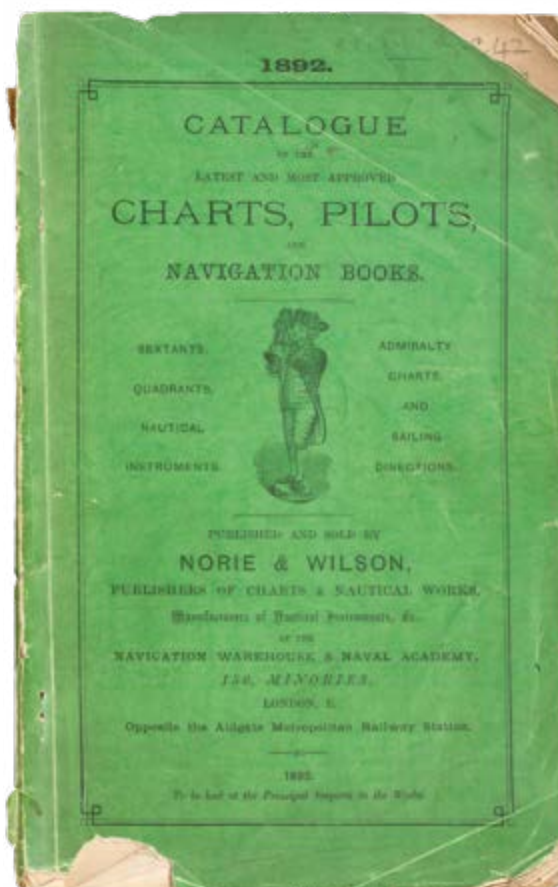 1892.
CATALOGUE
OF THE
LATEST AND MOST APPROVED
CHARTS, PILOTS,
AND
NAVIGATION BOOKS.
SEXTANTS,
QUADRANTS,
NAUTICAL
INSTRUMENTS.
ADMIRALTY
CHARTS,
AND
SAILING
DIRECTIONS.
PUBLISHED AND SOLD BY
NORIE & WILSON,
PUBLISHERS OF CHARTS & NAUTICAL WORKS,
Manufacturers of Nautical Instruments, &c.,
OF THE
NAVIGATION WAREHOUSE & NAVAL ACADEMY,
156, MINORIES,
LONDON, E.
Opposite the Aldgate Metropolitan Railway Station.
1892.
To be had at the Principal Seaports in the World.